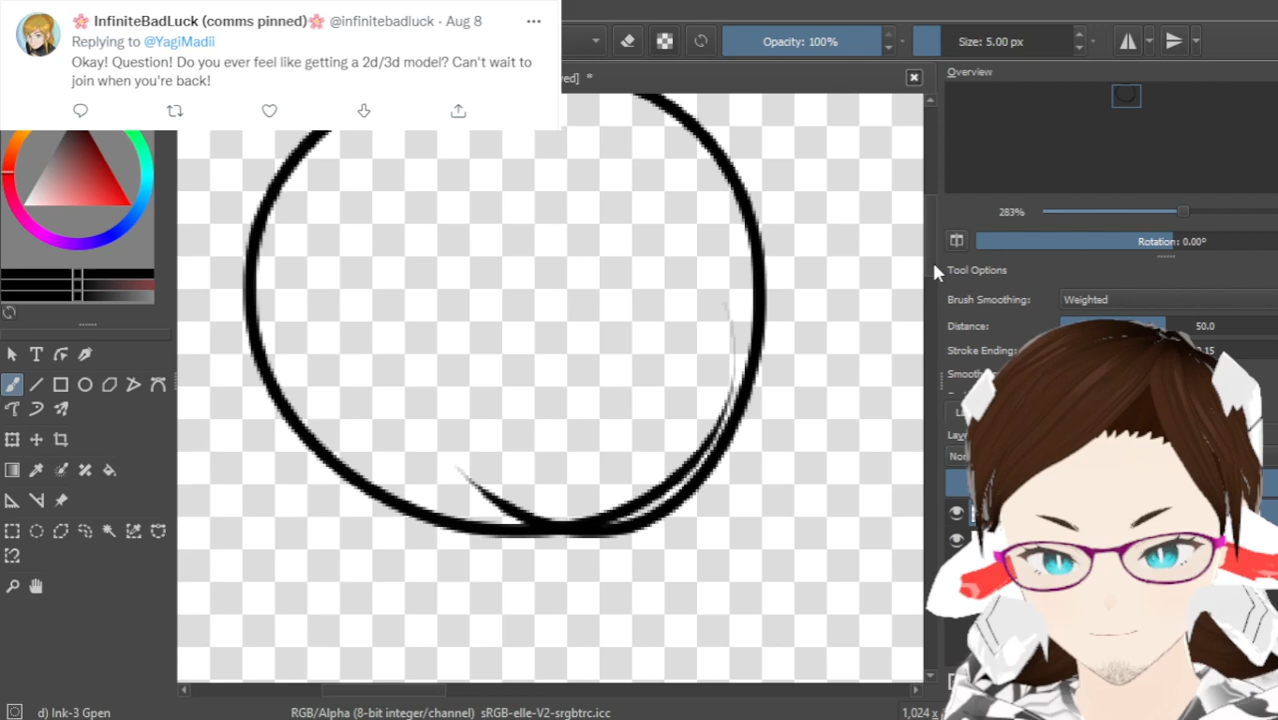 🌸 InfiniteBadLuck (comms pinned)🌸 @infinitebadluck · Aug 8
Replying to @YagiMadii
Okay! Question! Do you ever feel like getting a 2d/3d model? Can't wait to
join when you're back!
Opacity: 100%
Size: 5.00 px
] *
Overview
283%
Rotation: 0.00°
Tool Options
Brush Smoothing:
Weighted
Distance:
50.0
Stroke Ending:
0.15
d) Ink-3 Gpen
RGB/Alpha (8-bit integer/channel) sRGB-elle-V2-srgbtrc.icc
1,024 x